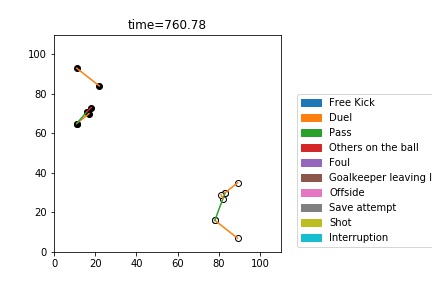 time=760.78
100
80
60
40
20
0
0 20 40 60 80 100
Free Kick
Duel
Pass
Others on the ball
Foul
Goalkeeper leaving l
Offside
Save attempt
Shot
Interruption